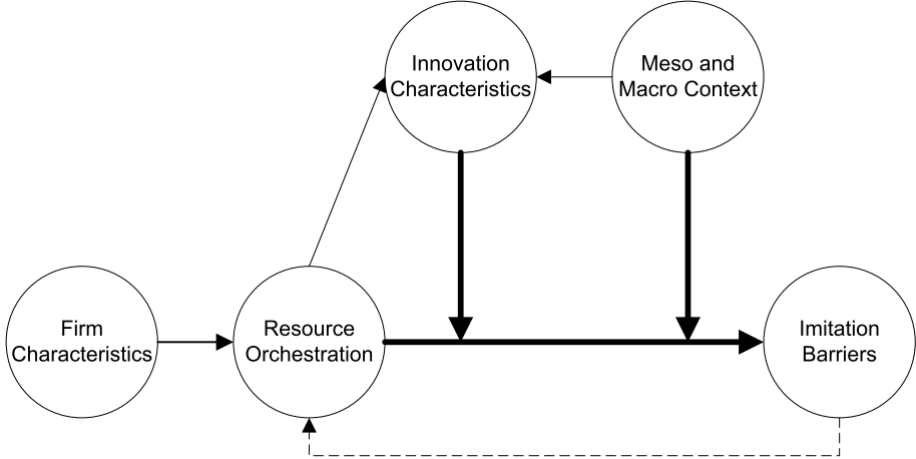 Innovation
Characteristics
Meso and
Macro Context
Firm
Characteristics
Resource
Orchestration
Imitation
Barriers